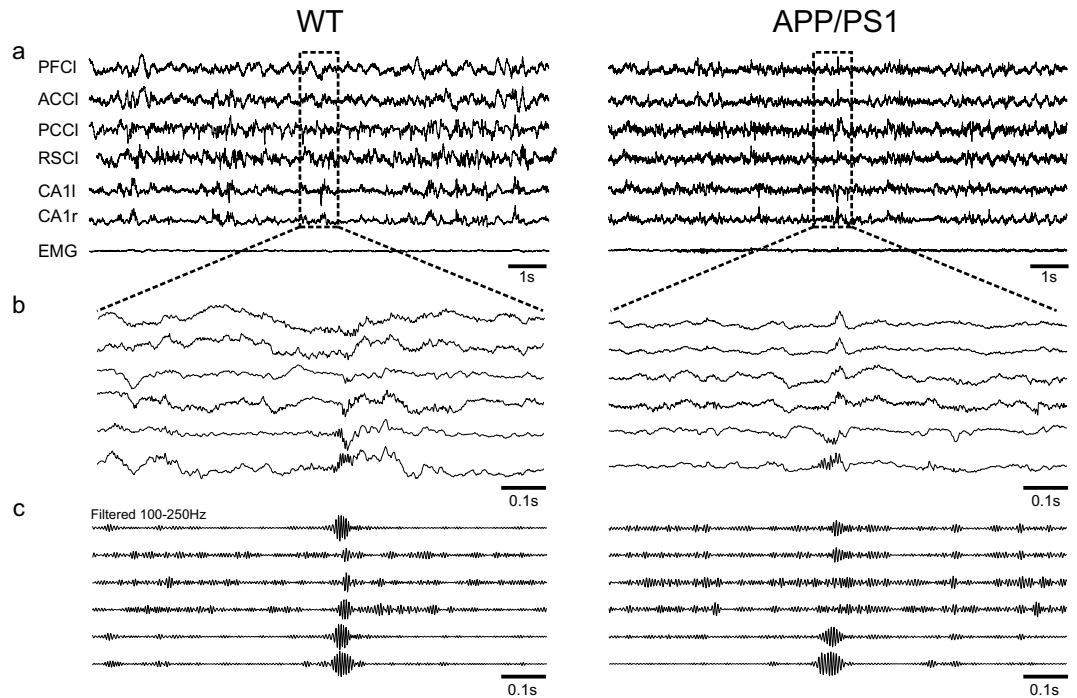 WT
APP/PS1
a
PFCl
ACCl
PCCl
RSCl
CA1l
CA1r
EMG
1s
1s
b
0.1s
0.1s
c
Filtered 100-250Hz
0.1s
0.1s